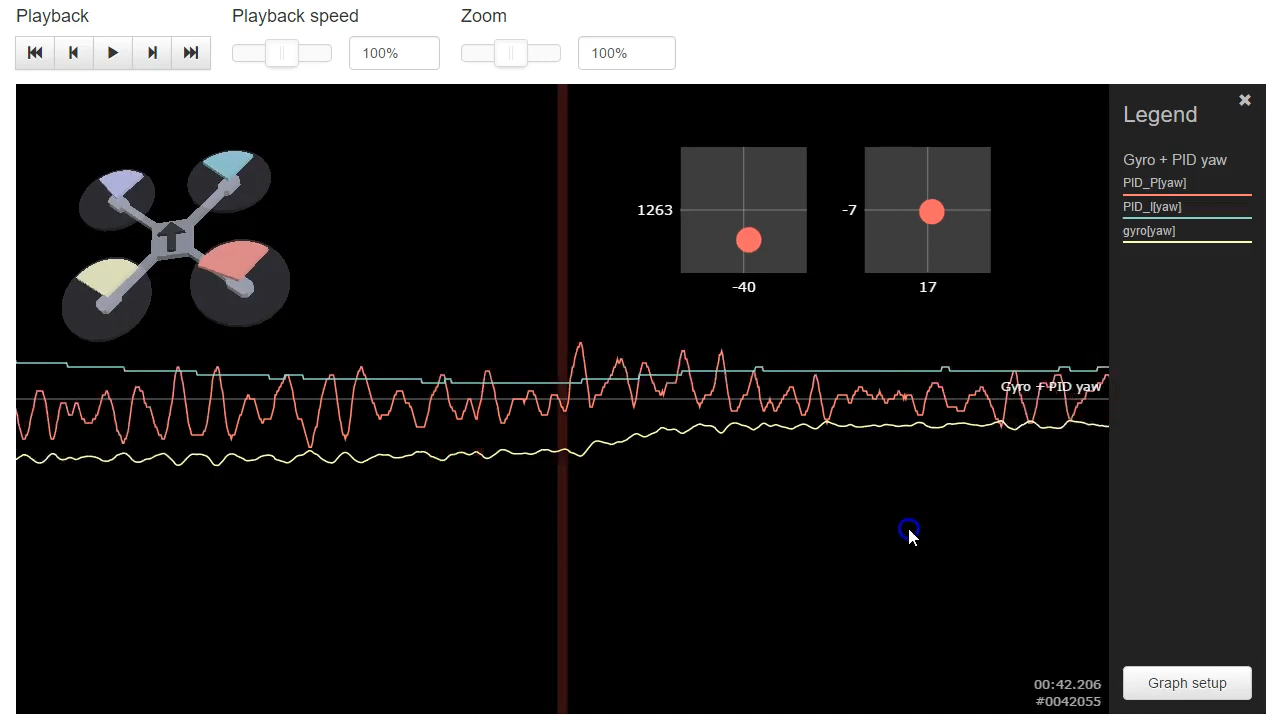 Playback
Playback speed
Zoom
100%
100%
Legend
Gyro + PID yaw
PID_P[yaw]
PID_I[yaw]
gyro[yaw]
1263
-40
-7
17
Gyro + PID yaw
00:42.206
#0042055
Graph setup